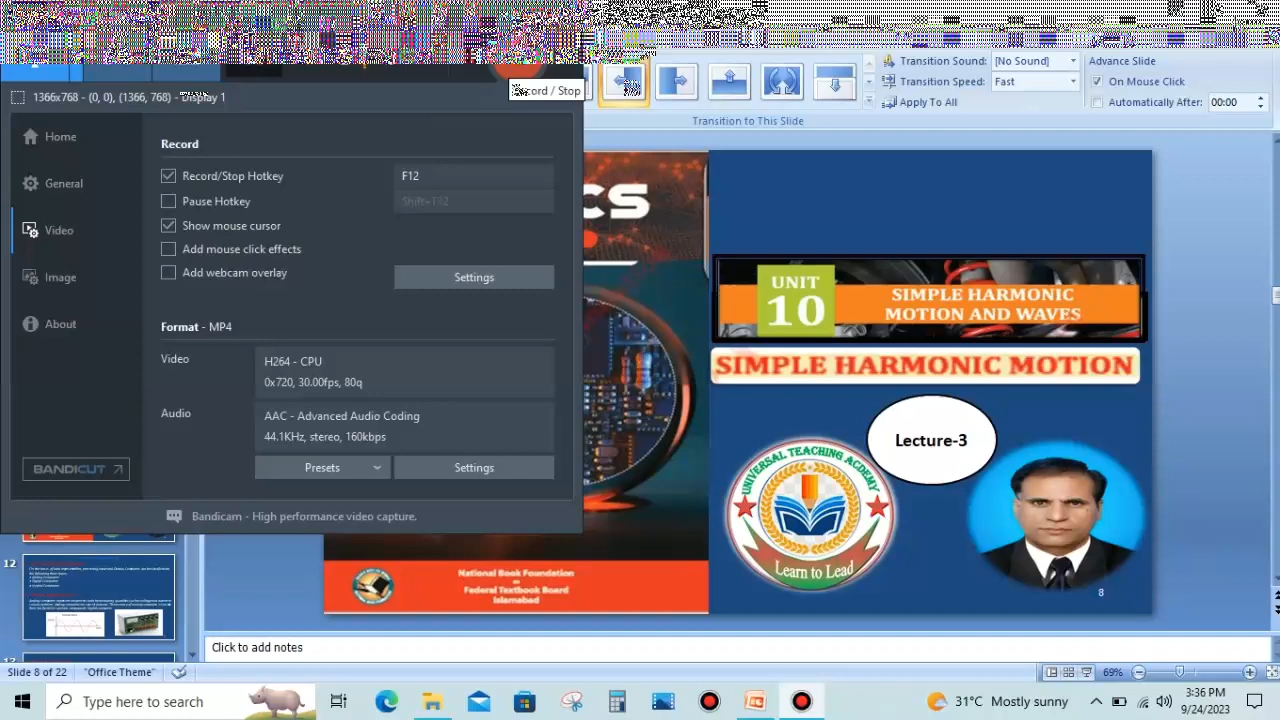 Record / Stop
1366x768 - (0, 0), (1366, 768) - Display 1
Home
General
Video
Image
About
BANDICUT
Record
Record/Stop Hotkey
F12
Pause Hotkey
Shift+F12
Show mouse cursor
Add mouse click effects
Add webcam overlay
Settings
Format - MP4
Video
H264 - CPU
0x720, 30.00fps, 80q
Audio
AAC - Advanced Audio Coding
44.1KHz, stereo, 160kbps
Presets
Settings
Bandicam - High performance video capture.
Transition Sound: [No Sound]
Transition Speed: Fast
Apply To All
Advance Slide
On Mouse Click
Automatically After: 00:00
Transition to This Slide
CS
UNIT
10
SIMPLE HARMONIC
MOTION AND WAVES
SIMPLE HARMONIC MOTION
Lecture-3
UNIVERSAL TEACHING ACDEMY
Learn to Lead
8
National Book Foundation
as
Federal Textbook Board
Islamabad
12
13
Click to add notes
Slide 8 of 22
"Office Theme"
69%
Type here to search
31°C Mostly sunny
3:36 PM
9/24/2023